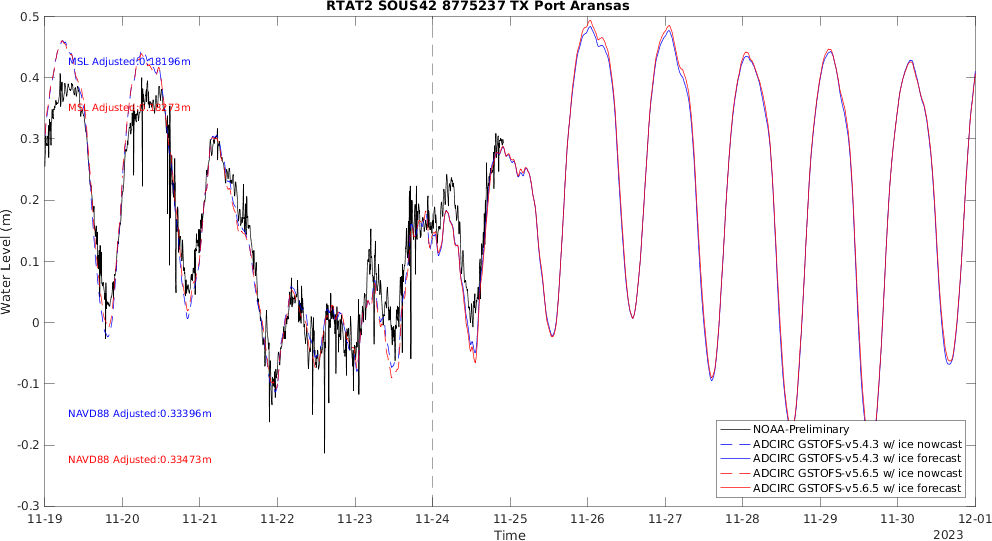 RTAT2 SOUS42 8775237 TX Port Aransas
0.5
0.4
0.3
0.2
0.1
0
-0.1
-0.2
-0.3
Water Level (m)
MSL Adjusted:0.18196m
MSL Adjusted:0.18273m
NAVD88 Adjusted:0.33396m
NAVD88 Adjusted:0.33473m
NOAA-Preliminary
ADCIRC GSTOFS-v5.4.3 w/ ice nowcast
ADCIRC GSTOFS-v5.4.3 w/ ice forecast
ADCIRC GSTOFS-v5.6.5 w/ ice nowcast
ADCIRC GSTOFS-v5.6.5 w/ ice forecast
11-19 11-20 11-21 11-22 11-23 11-24 11-25 11-26 11-27 11-28 11-29 11-30 12-01
Time
2023